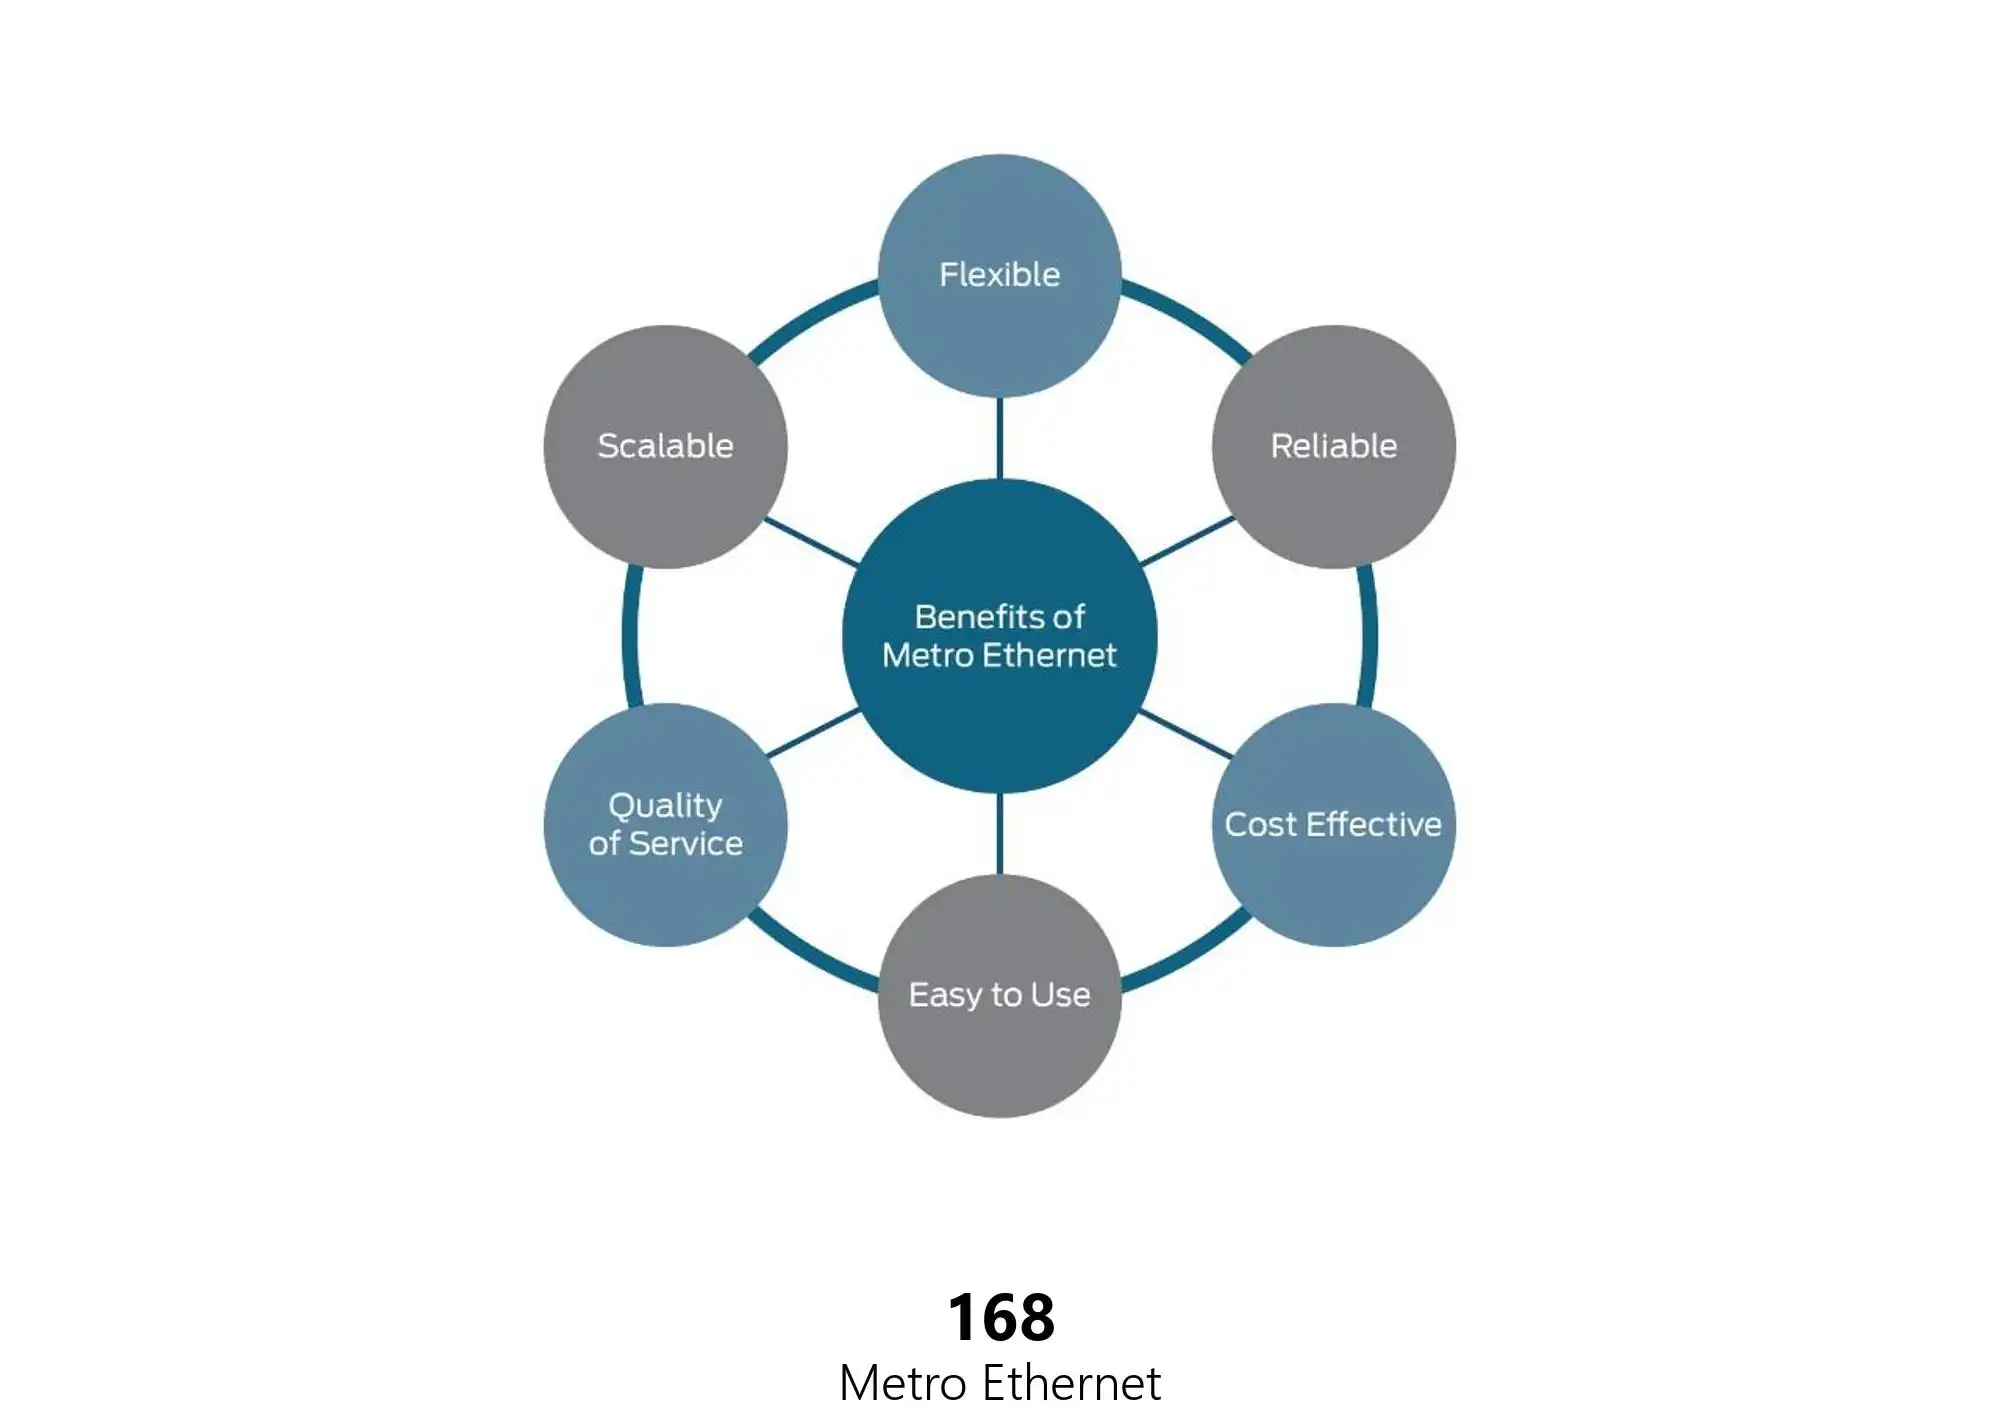 Flexible
Scalable
Reliable
Benefits of
Metro Ethernet
Quality
of Service
Cost Effective
Easy to Use
168
Metro Ethernet